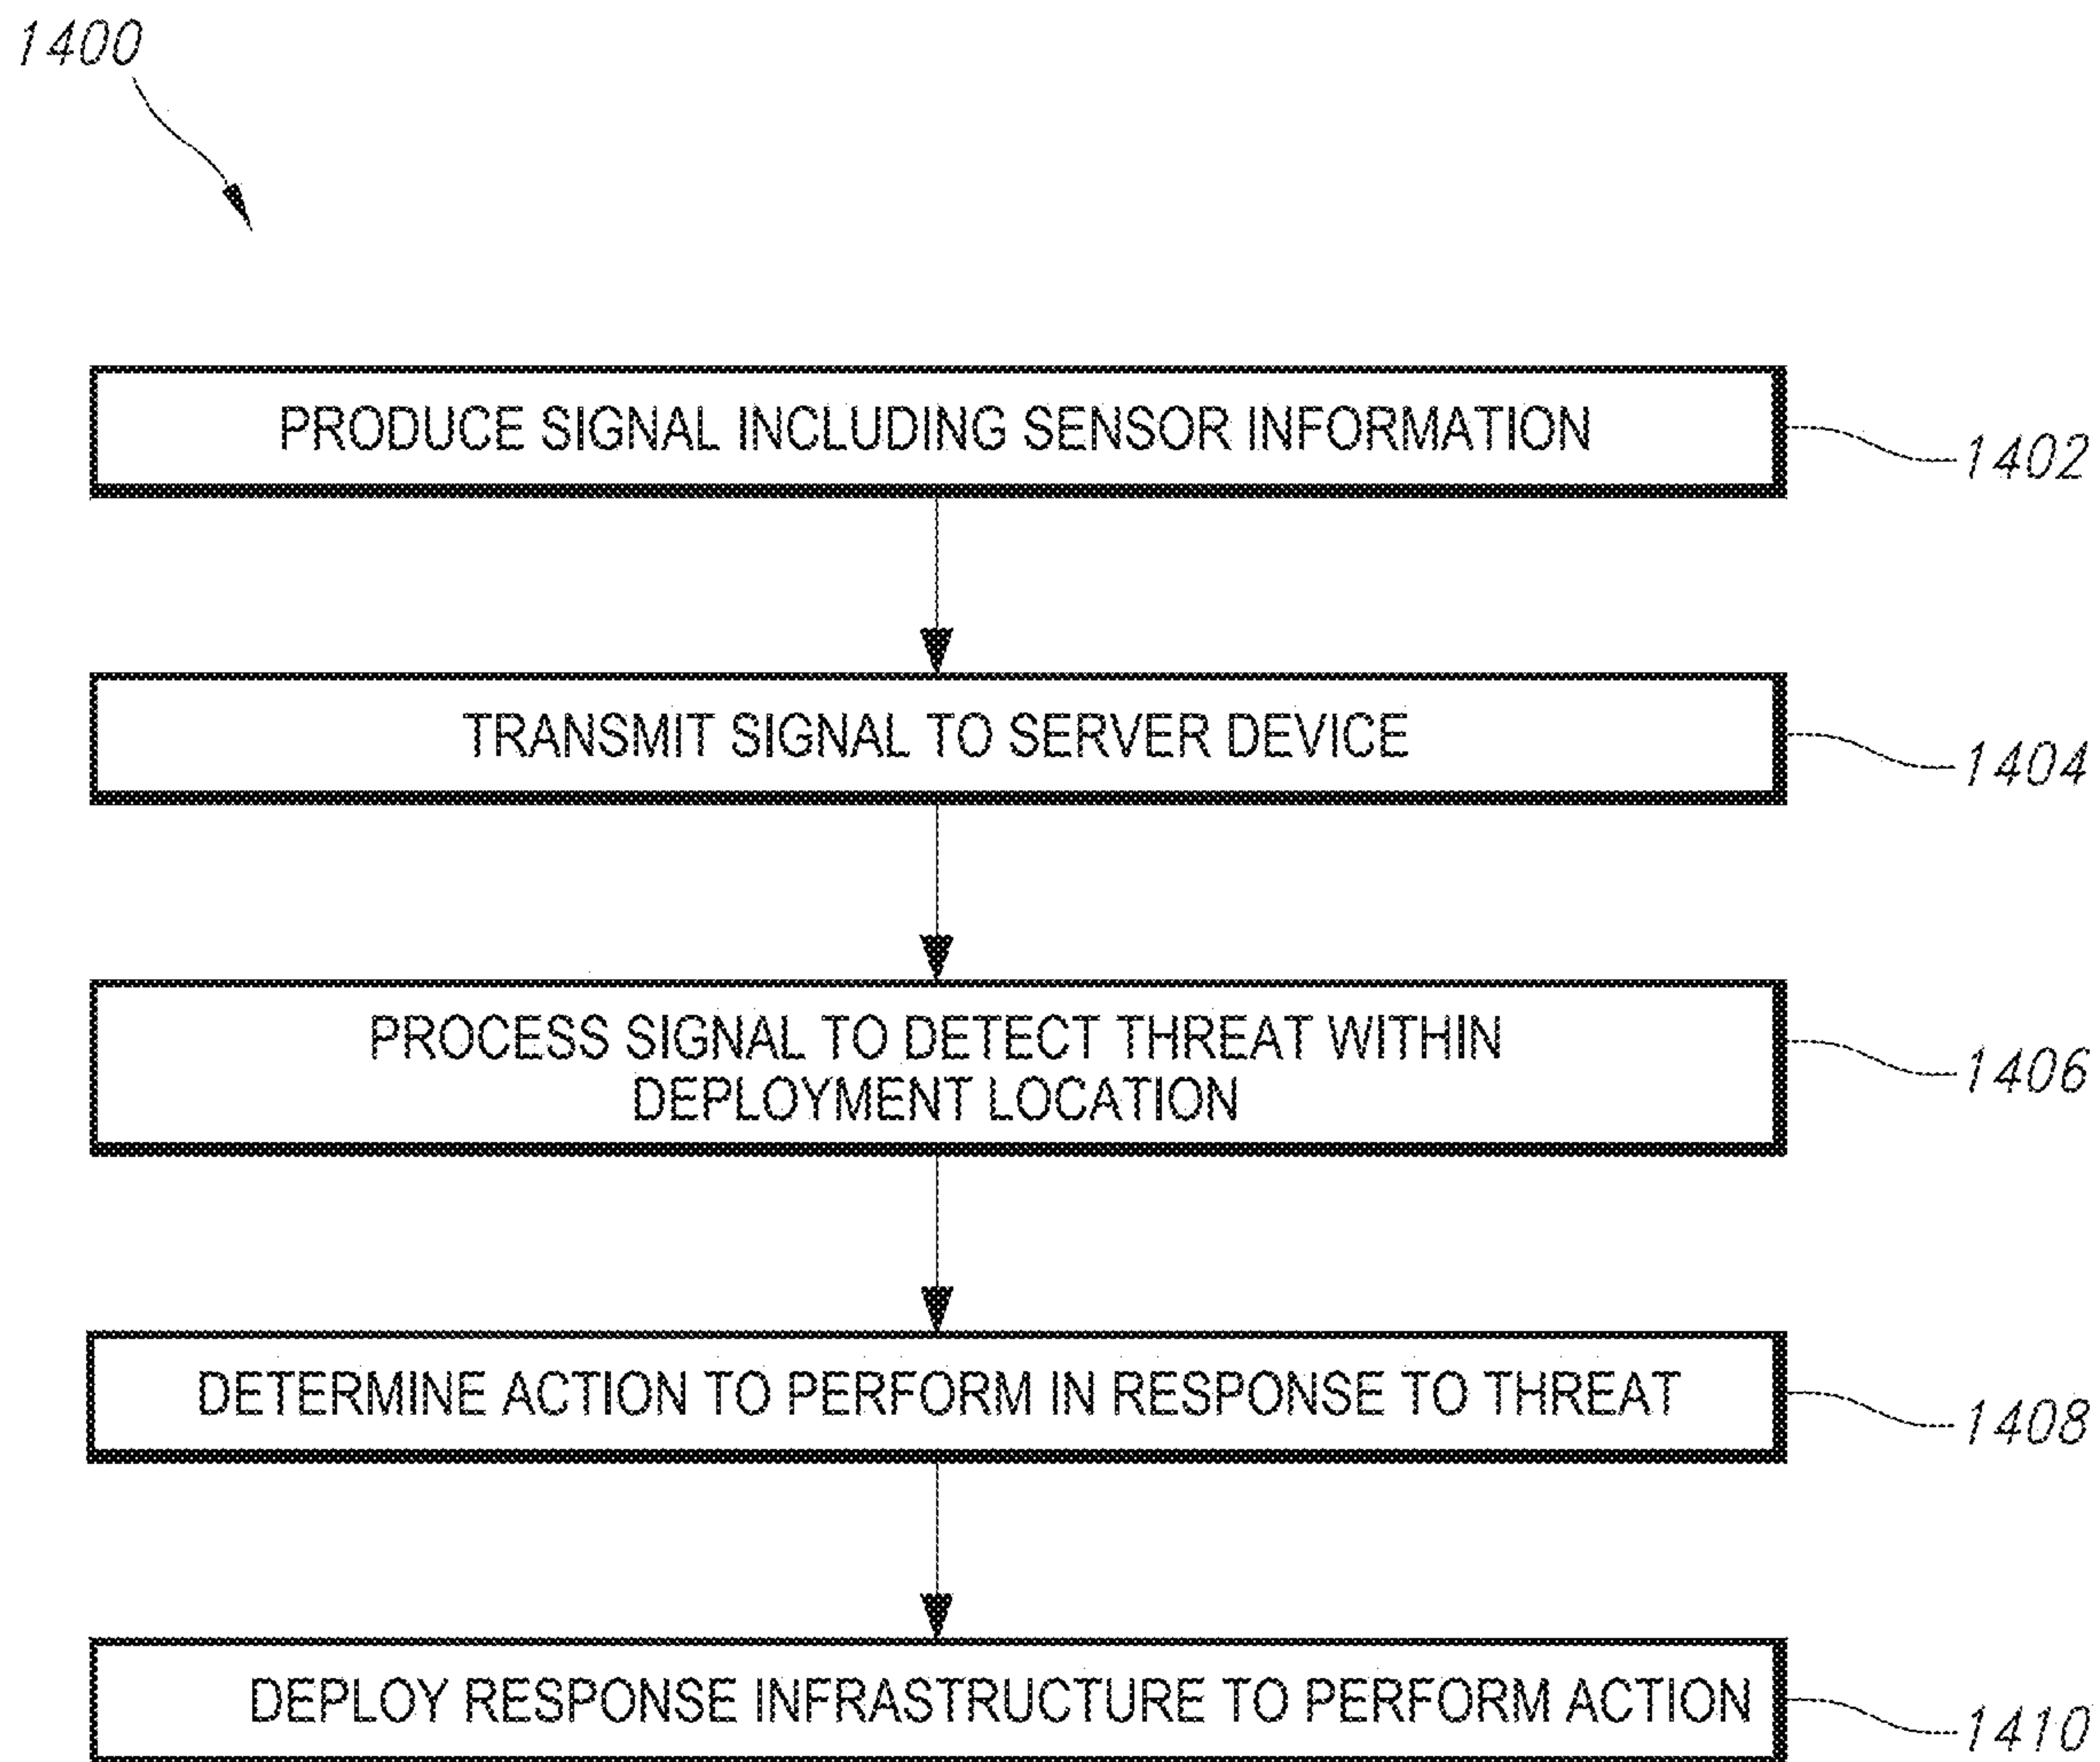 1400
PRODUCE SIGNAL INCLUDING SENSOR INFORMATION
1402
TRANSMIT SIGNAL TO SERVER DEVICE
1404
PROCESS SIGNAL TO DETECT THREAT WITHIN
DEPLOYMENT LOCATION
1406
DETERMINE ACTION TO PERFORM IN RESPONSE TO THREAT
1408
DEPLOY RESPONSE INFRASTRUCTURE TO PERFORM ACTION
1410